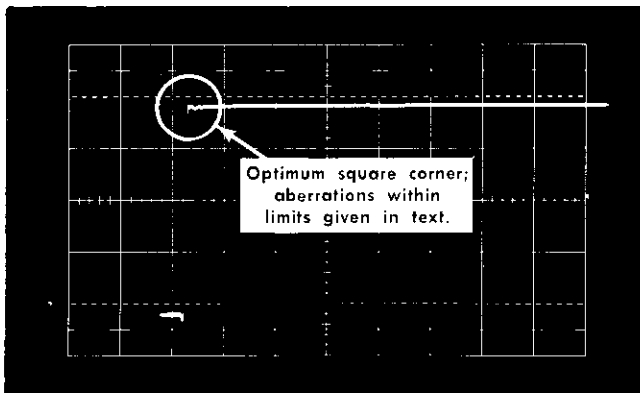 Optimum square corner;
aberrations within
limits given in text.